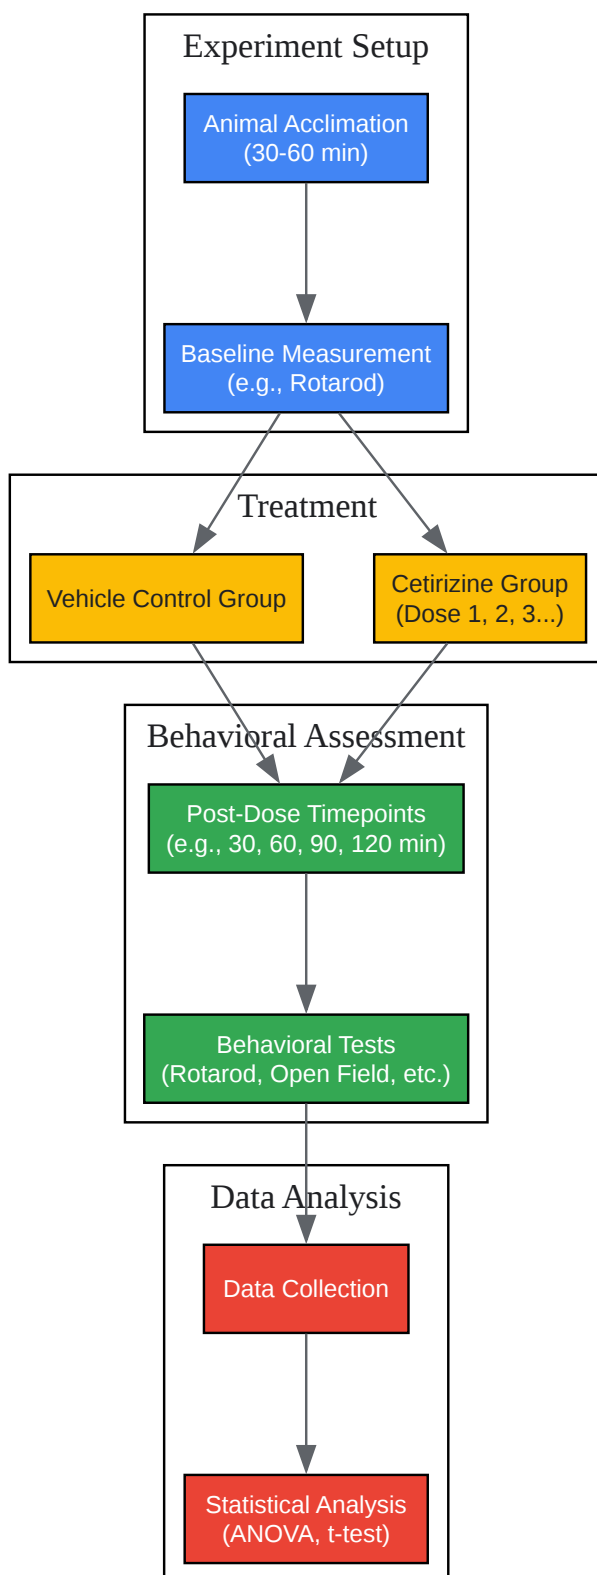 Experiment Setup
Animal Acclimation
(30-60 min)
Baseline Measurement
(e.g., Rotarod)
Treatment
Vehicle Control Group
Cetirizine Group
(Dose 1, 2, 3...)
Behavioral Assessment
Post-Dose Timepoints
(e.g., 30, 60, 90, 120 min)
Behavioral Tests
(Rotarod, Open Field, etc.)
Data Analysis
Data Collection
Statistical Analysis
(ANOVA, t-test)